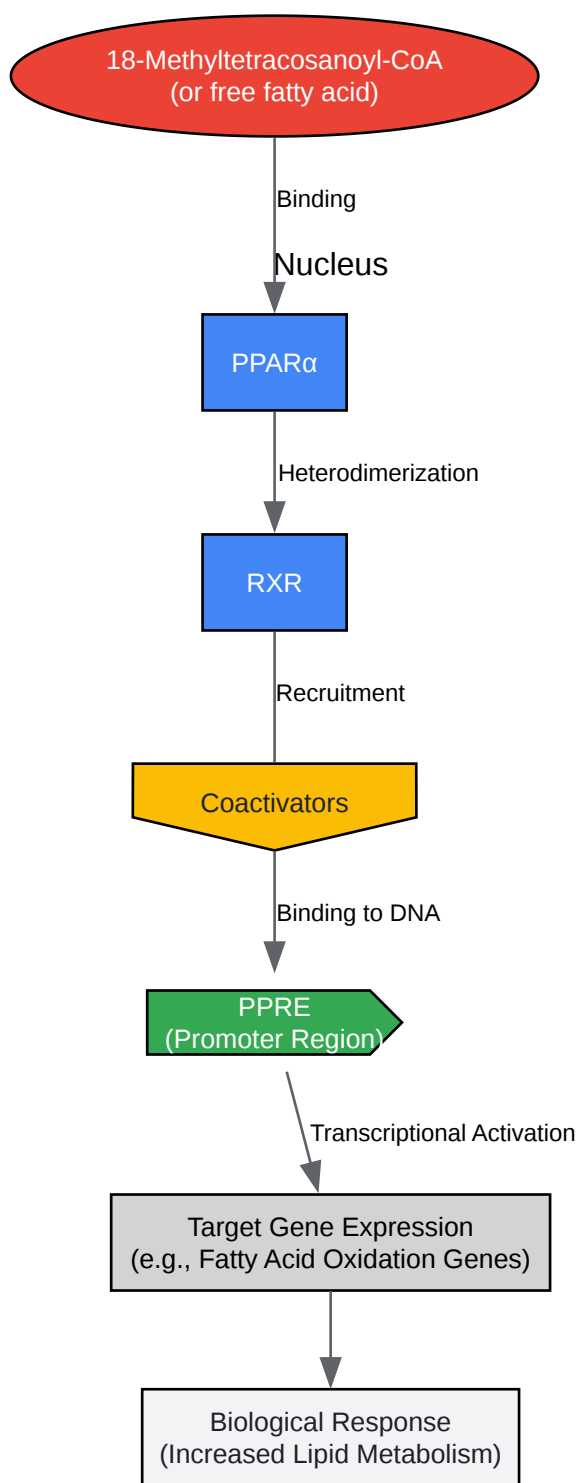 18-Methyltetracosanoyl-CoA
(or free fatty acid)
Binding
Nucleus
PPARα
Heterodimerization
RXR
Recruitment
Coactivators
Binding to DNA
PPRE
(Promoter Region)
Transcriptional Activation
Target Gene Expression
(e.g., Fatty Acid Oxidation Genes)
Biological Response
(Increased Lipid Metabolism)